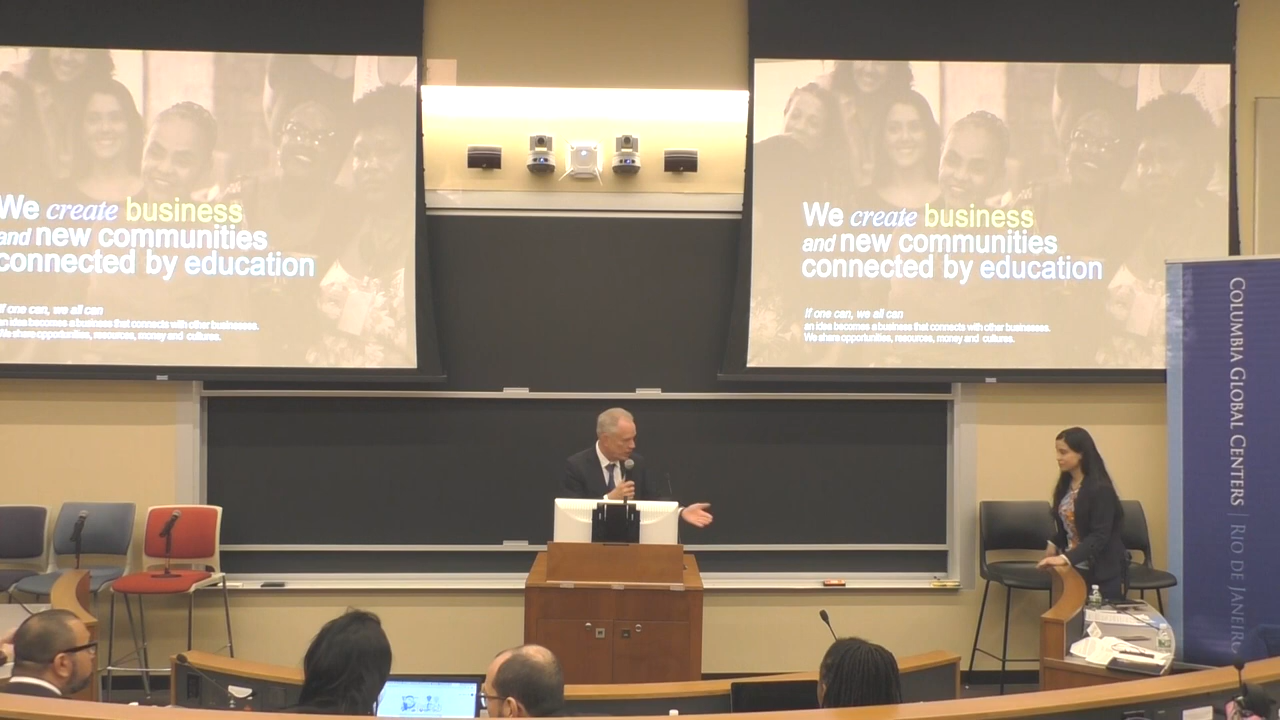 We create business
and new communities
connected by education
If one can, we all can
an idea becomes a business that connects with other businesses.
We share opportunities, resources, money and cultures.
We create business
and new communities
connected by education
If one can, we all can
an idea becomes a business that connects with other businesses.
We share opportunities, resources, money and cultures.
COLUMBIA GLOBAL CENTERS | RIO DE JANEIRO